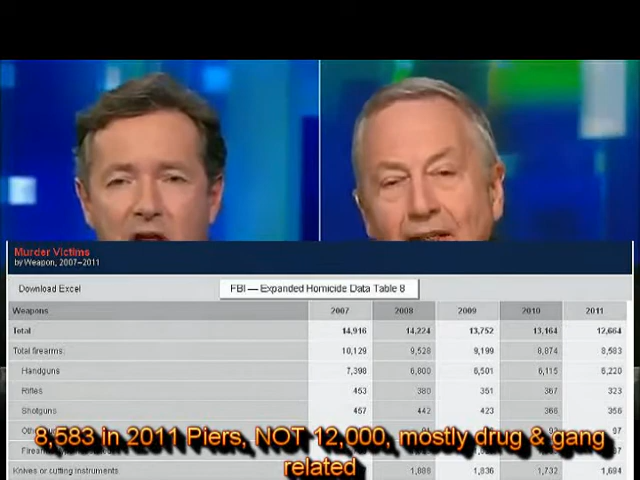 Murder Victims
by Weapon, 2007–2011
Download Excel
FBI — Expanded Homicide Data Table 8
Weapons 2007 2008 2009 2010 2011
Total 14,916 14,224 13,752 13,164 12,664
Total firearms: 10,129 9,528 9,199 8,874 8,583
Handguns 7,398 6,800 6,501 6,115 6,220
Rifles 453 380 351 367 323
Shotguns 457 442 423 366 356
97
8,583 in 2011 Piers, NOT 12,000, mostly drug & gang
related
Knives or cutting instruments 1,888 1,836 1,732 1,694